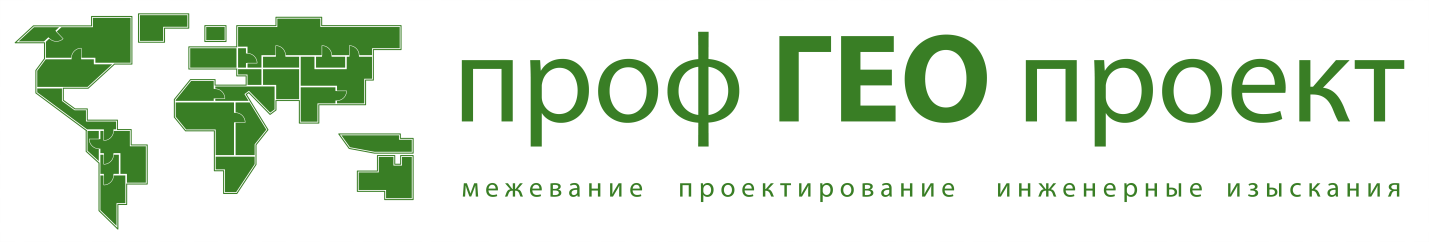 проф ГЕО проект
межевание проектирование инженерные изыскания